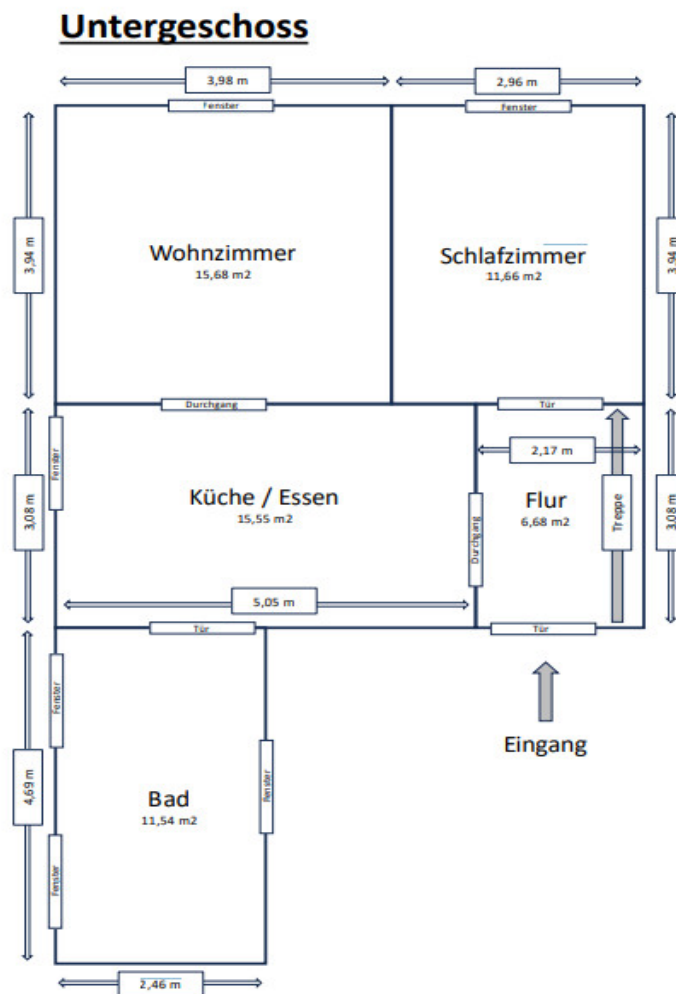 Untergeschoss
3,98 m
2,96 m
Fenster
Fenster
3,94 m
3,94 m
Wohnzimmer
15,68 m2
Schlafzimmer
11,66 m2
Durchgang
Tür
Fenster
2,17 m
3,08 m
Küche / Essen
15,55 m2
Durchgang
Flur
6,68 m2
Treppe
3,08 m
5,05 m
Tür
Tür
Fenster
Eingang
4,69 m
Bad
11,54 m2
Fenster
Fenster
2,46 m